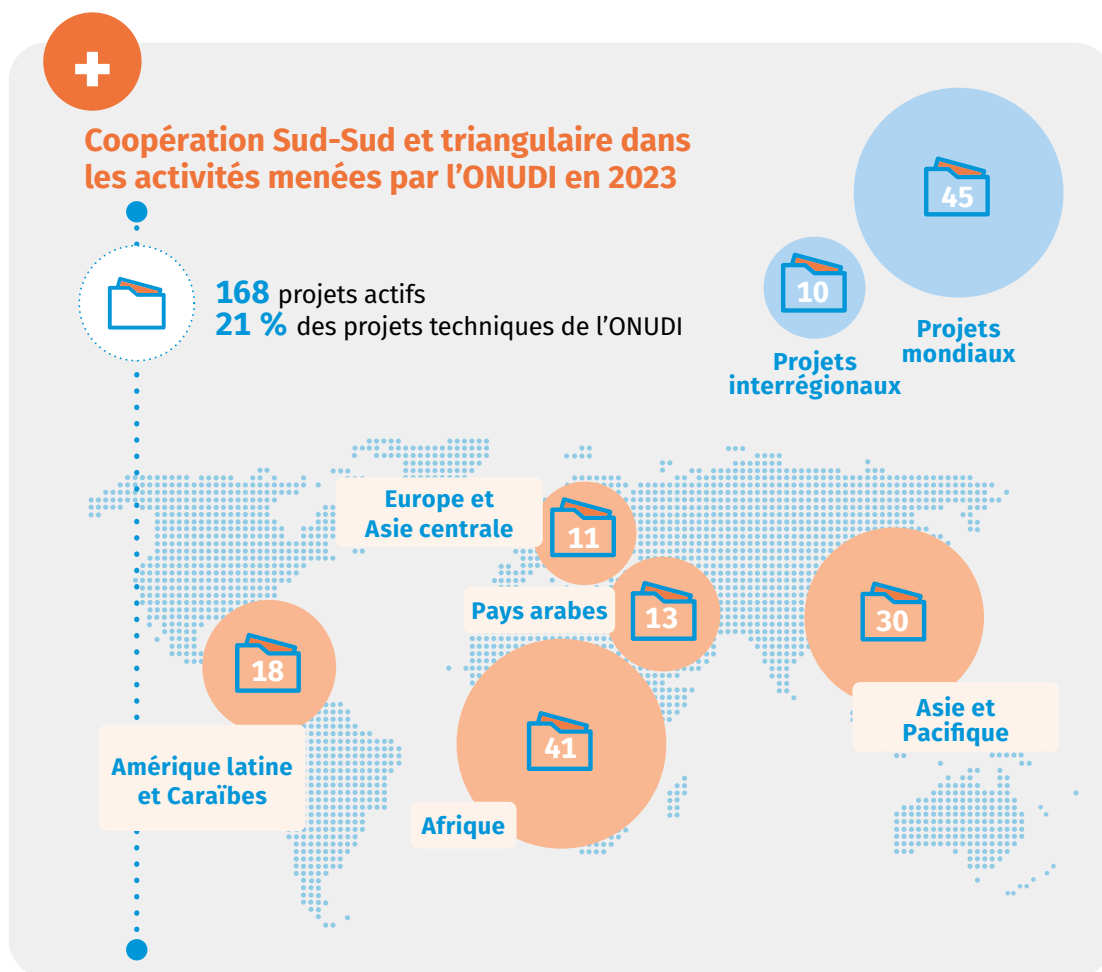 Coopération Sud-Sud et triangulaire dans
les activités menées par l’ONUDI en 2023
168 projets actifs
21 % des projets techniques de l’ONUDI
45
Projets
mondiaux
10
Projets
interrégionaux
Europe et
Asie centrale
11
Pays arabes
13
30
Asie et
Pacifique
18
Amérique latine
et Caraïbes
41
Afrique